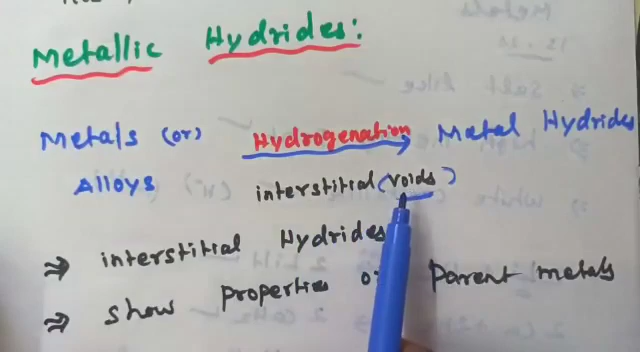 Metallic Hydrides:
Metals (or) Hydrogenation Metal Hydrides
Alloys interstitial (voids)
⇒ interstitial Hydrides
⇒ show properties of Parent metals